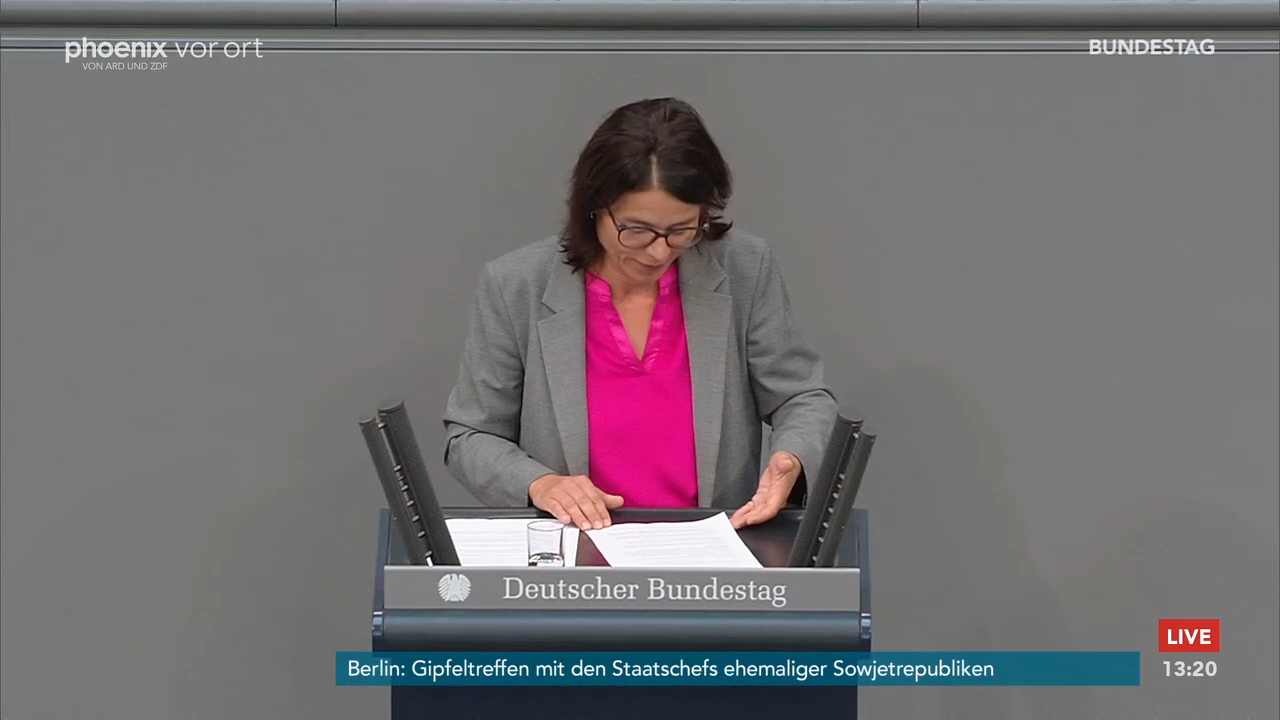 phoenix vor ort
VON ARD UND ZDF
BUNDESTAG
Deutscher Bundestag
LIVE
Berlin: Gipfeltreffen mit den Staatschefs ehemaliger Sowjetrepubliken
13:20